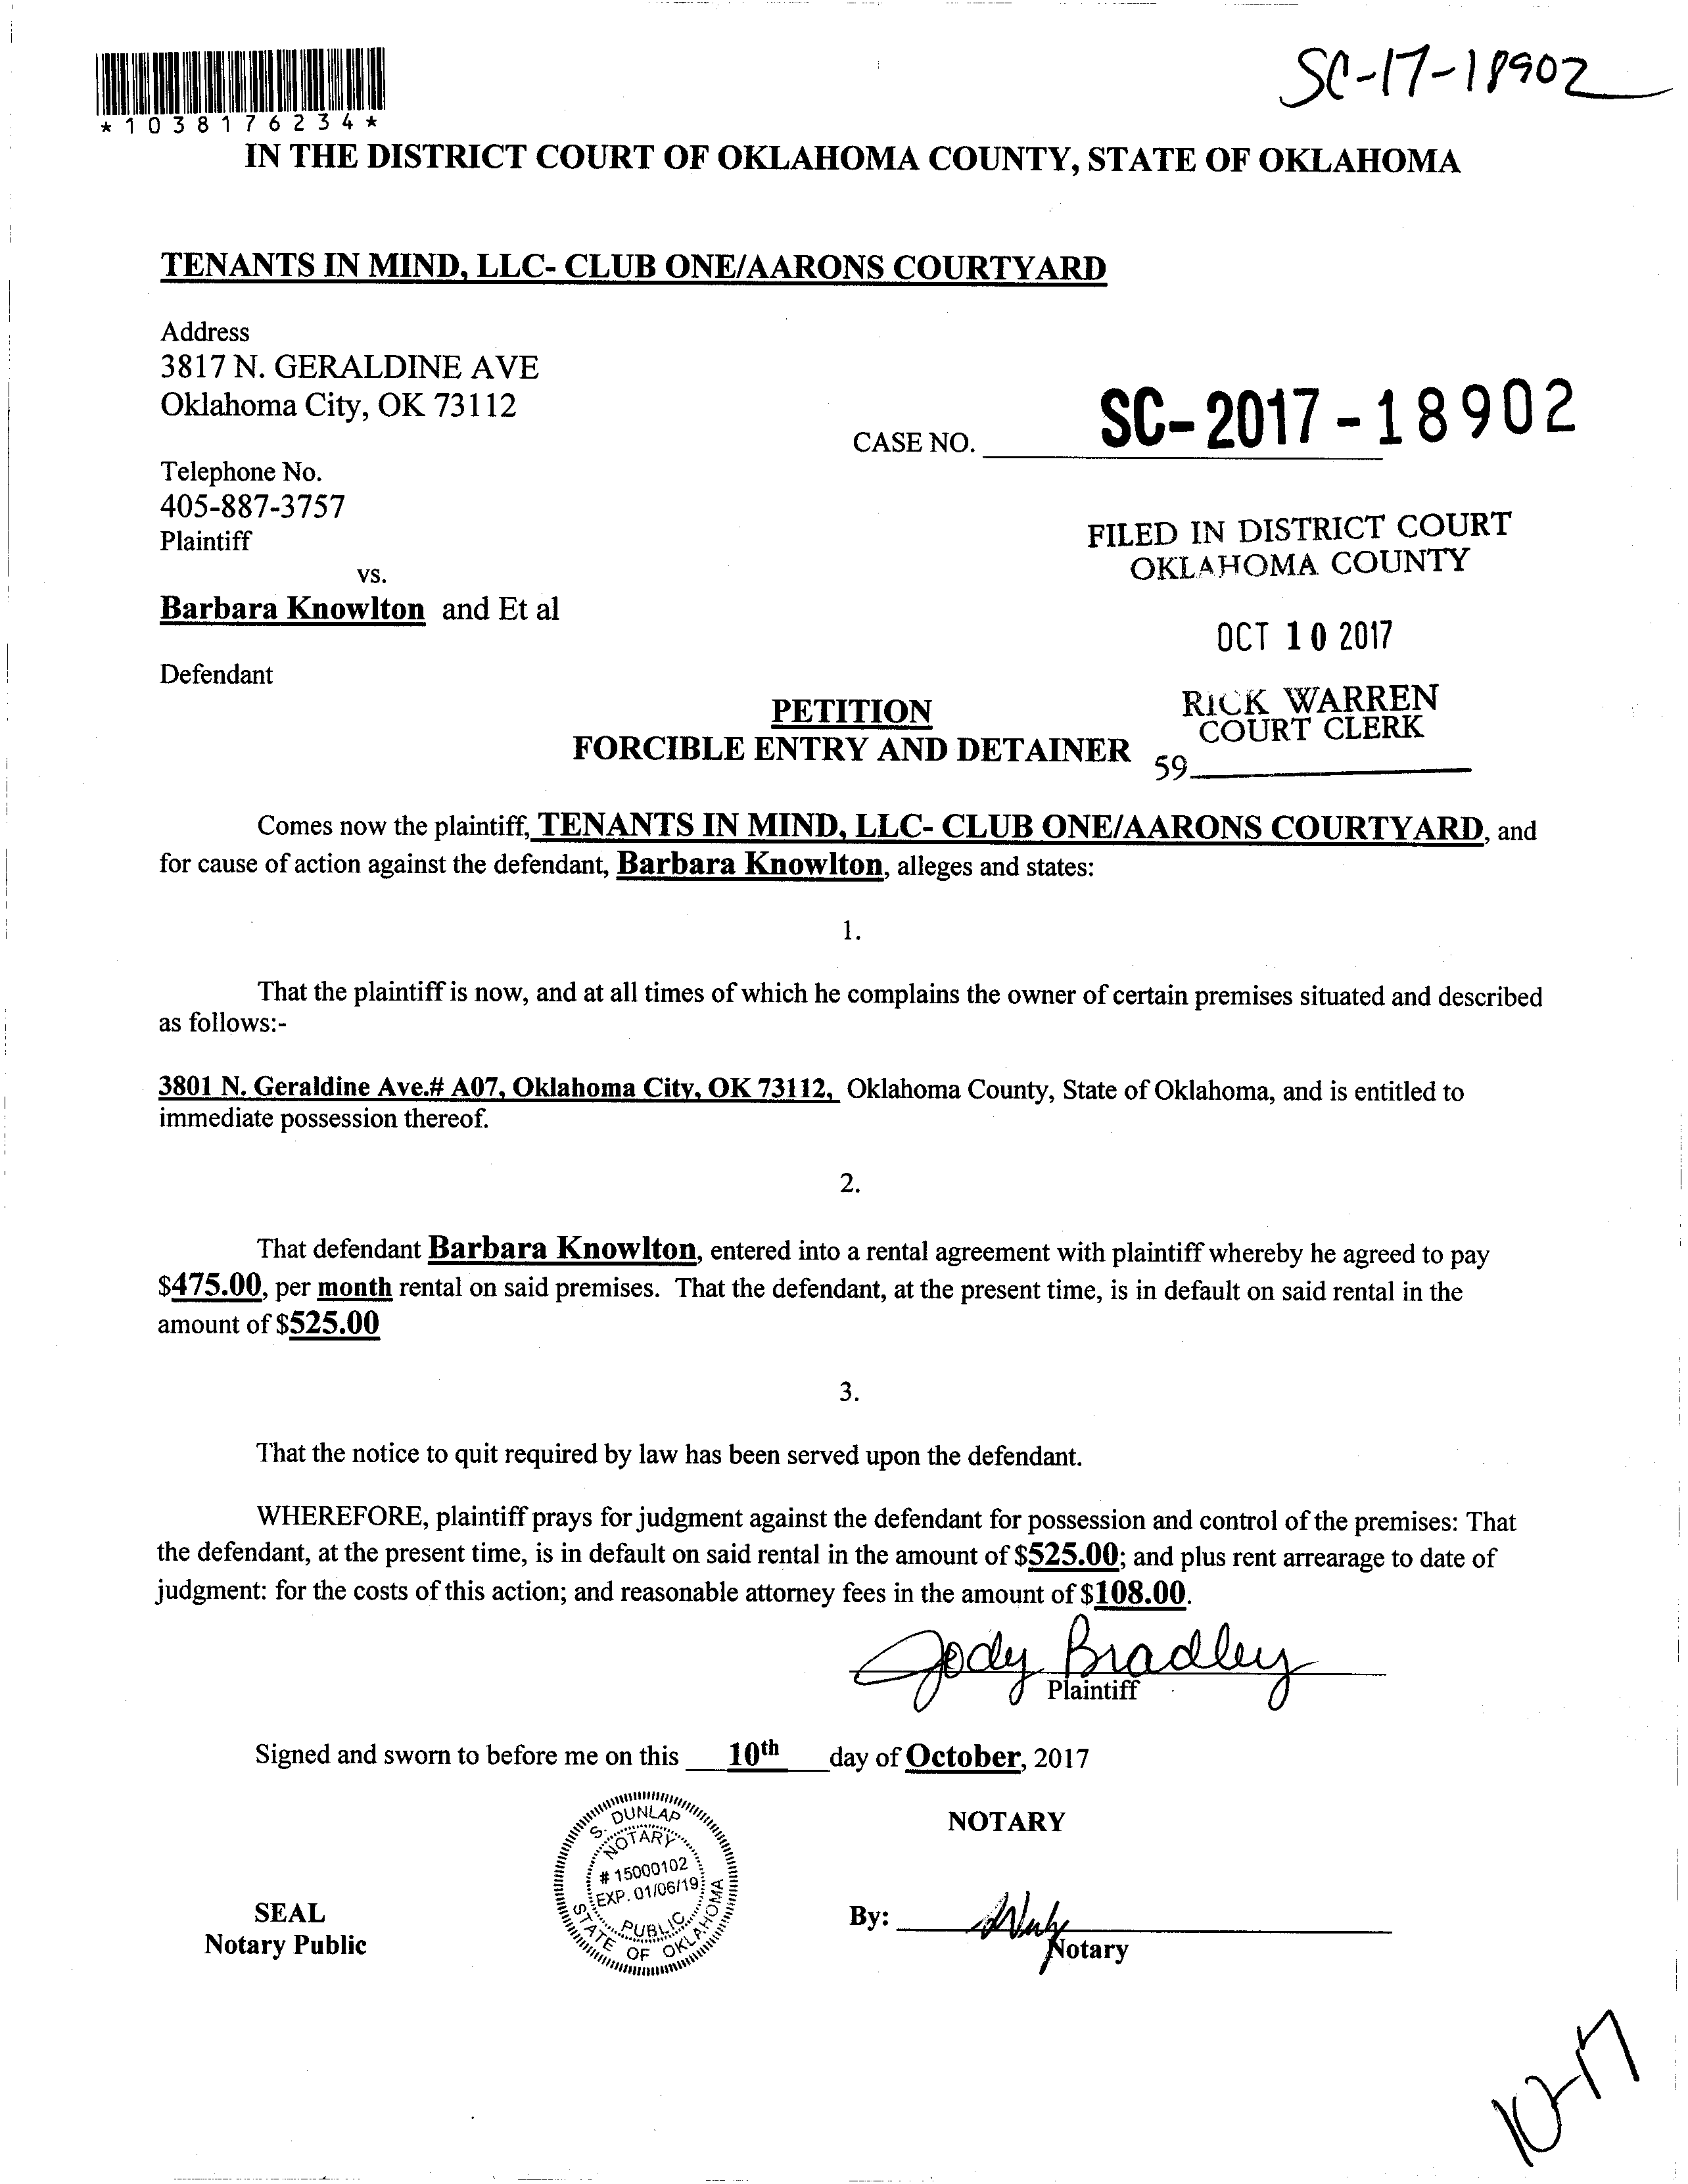 SC-17-18902
*1038176234*
IN THE DISTRICT COURT OF OKLAHOMA COUNTY, STATE OF OKLAHOMA
TENANTS IN MIND, LLC- CLUB ONE/AARONS COURTYARD
Address
3817 N. GERALDINE AVE
Oklahoma City, OK 73112
CASE NO. SC-2017-18902
Telephone No.
405-887-3757
Plaintiff
vs.
Barbara Knowlton and Et al
Defendant
FILED IN DISTRICT COURT
OKLAHOMA COUNTY
OCT 10 2017
RICK WARREN
COURT CLERK
59
PETITION
FORCIBLE ENTRY AND DETAINER
Comes now the plaintiff, TENANTS IN MIND, LLC- CLUB ONE/AARONS COURTYARD, and
for cause of action against the defendant, Barbara Knowlton, alleges and states:
1.
That the plaintiff is now, and at all times of which he complains the owner of certain premises situated and described
as follows:-
3801 N. Geraldine Ave.# A07, Oklahoma City, OK 73112, Oklahoma County, State of Oklahoma, and is entitled to
immediate possession thereof.
2.
That defendant Barbara Knowlton, entered into a rental agreement with plaintiff whereby he agreed to pay
$475.00, per month rental on said premises. That the defendant, at the present time, is in default on said rental in the
amount of $525.00
3.
That the notice to quit required by law has been served upon the defendant.
WHEREFORE, plaintiff prays for judgment against the defendant for possession and control of the premises: That
the defendant, at the present time, is in default on said rental in the amount of $525.00; and plus rent arrearage to date of
judgment: for the costs of this action; and reasonable attorney fees in the amount of $108.00.
Jody Bradley
Plaintiff
Signed and sworn to before me on this 10th day of October, 2017
S. DUNLAP
NOTARY
# 15000102
EXP. 01/06/19
PUBLIC
STATE OF OKLAHOMA
NOTARY
SEAL
Notary Public
By:
Notary
10-17